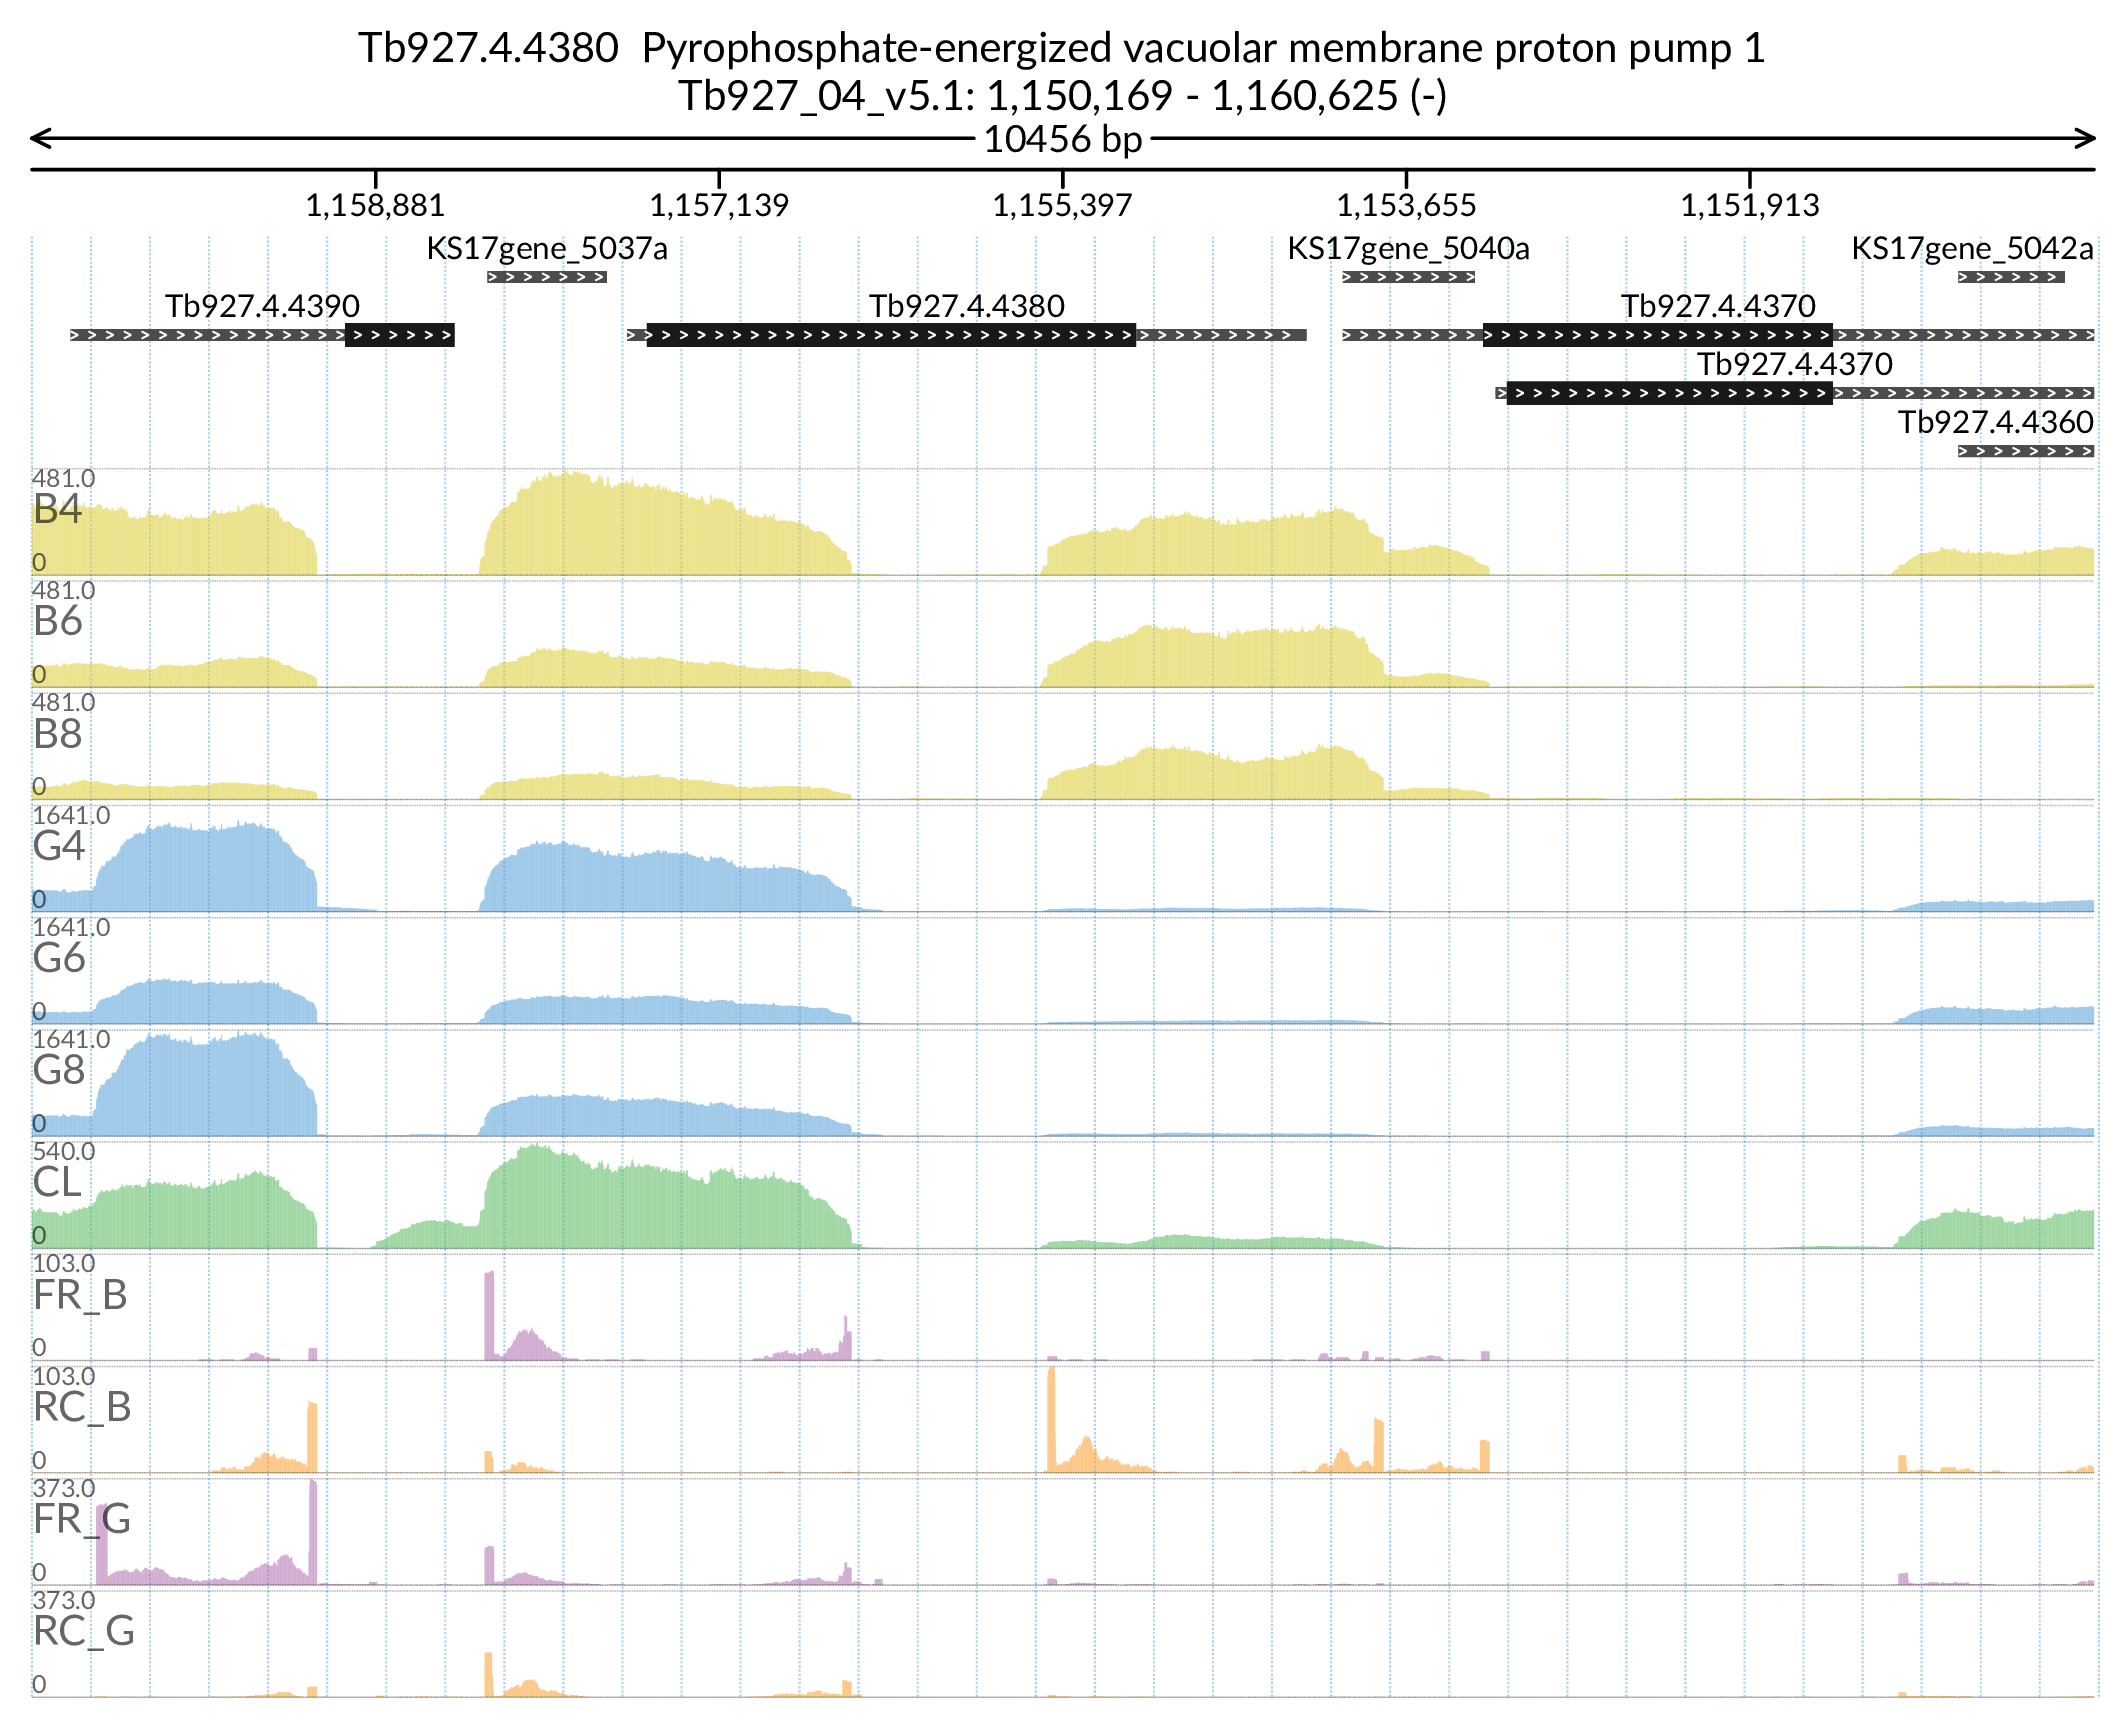 Tb927.4.4380 Pyrophosphate-energized vacuolar membrane proton pump 1
Tb927_04_v5.1: 1,150,169 - 1,160,625 (-)
10456 bp
1,158,881 1,157,139 1,155,397 1,153,655 1,151,913
KS17gene_5037a KS17gene_5040a KS17gene_5042a
Tb927.4.4390 Tb927.4.4380 Tb927.4.4370
Tb927.4.4370
Tb927.4.4360
481.0
B4
0
481.0
B6
0
481.0
B8
0
1641.0
G4
0
1641.0
G6
0
1641.0
G8
0
540.0
CL
0
103.0
FR_B
0
103.0
RC_B
0
373.0
FR_G
0
373.0
RC_G
0